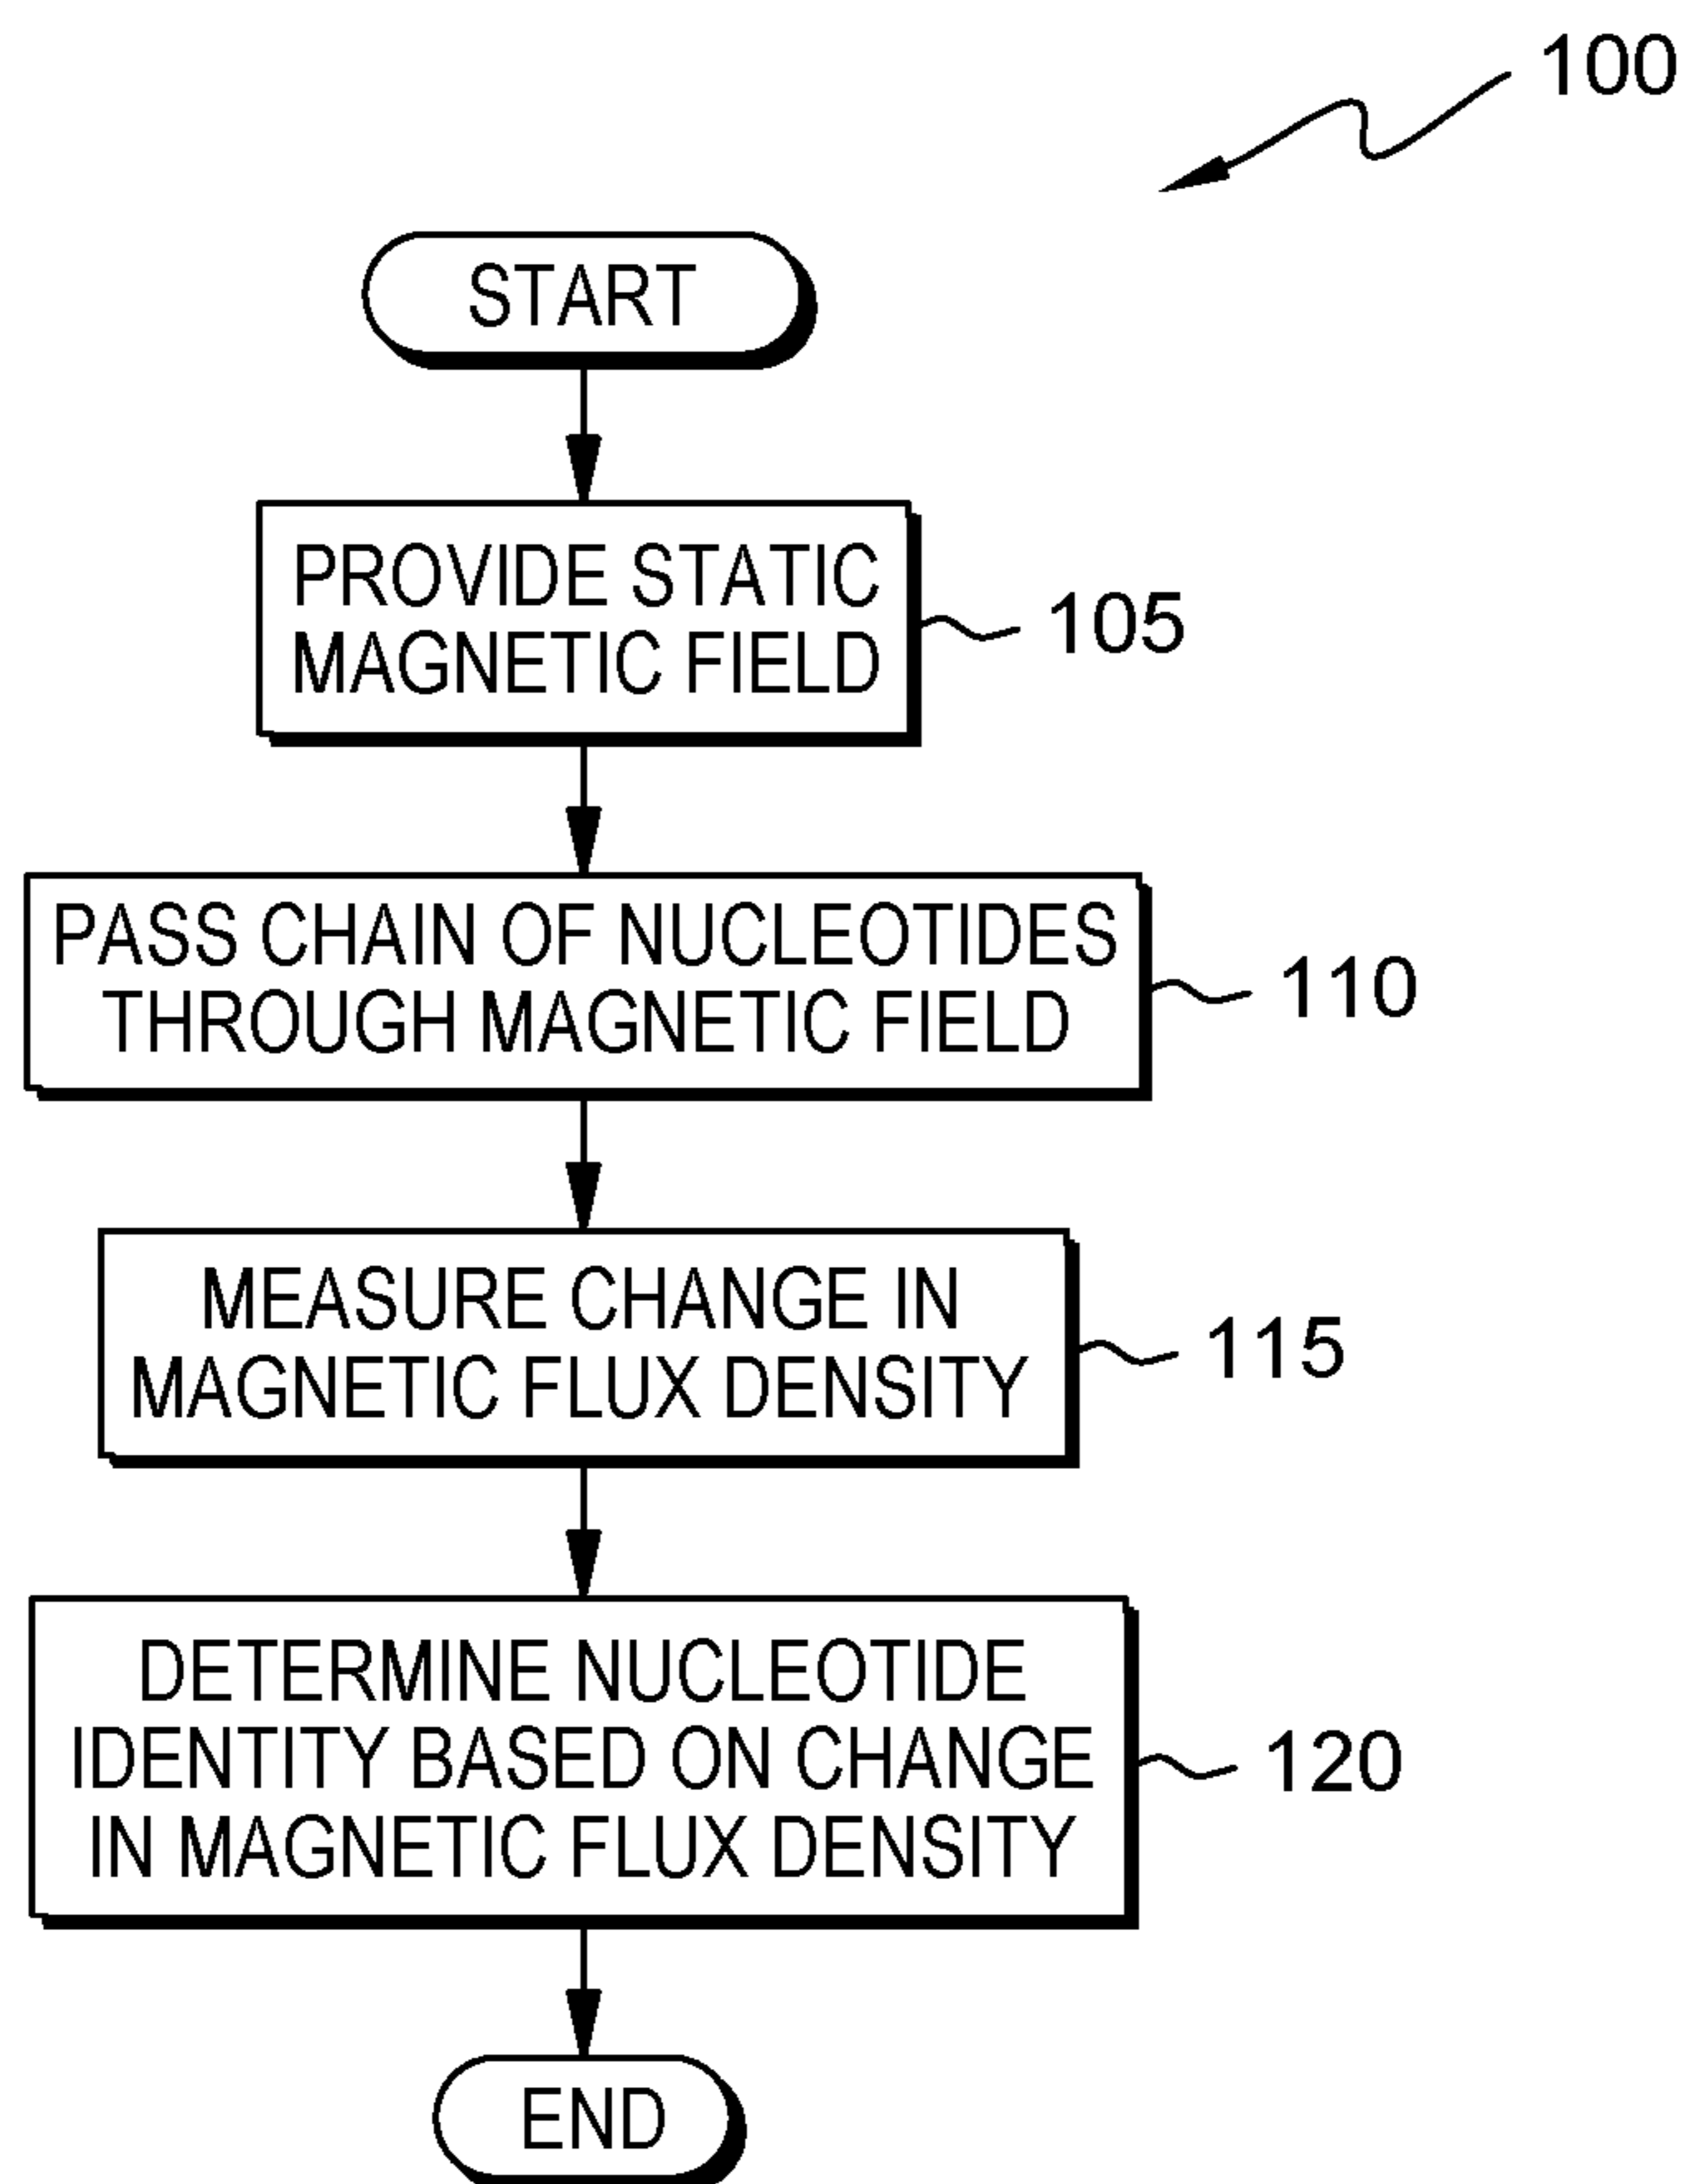 100
START
PROVIDE STATIC
MAGNETIC FIELD
105
PASS CHAIN OF NUCLEOTIDES
THROUGH MAGNETIC FIELD
110
MEASURE CHANGE IN
MAGNETIC FLUX DENSITY
115
DETERMINE NUCLEOTIDE
IDENTITY BASED ON CHANGE
IN MAGNETIC FLUX DENSITY
120
END